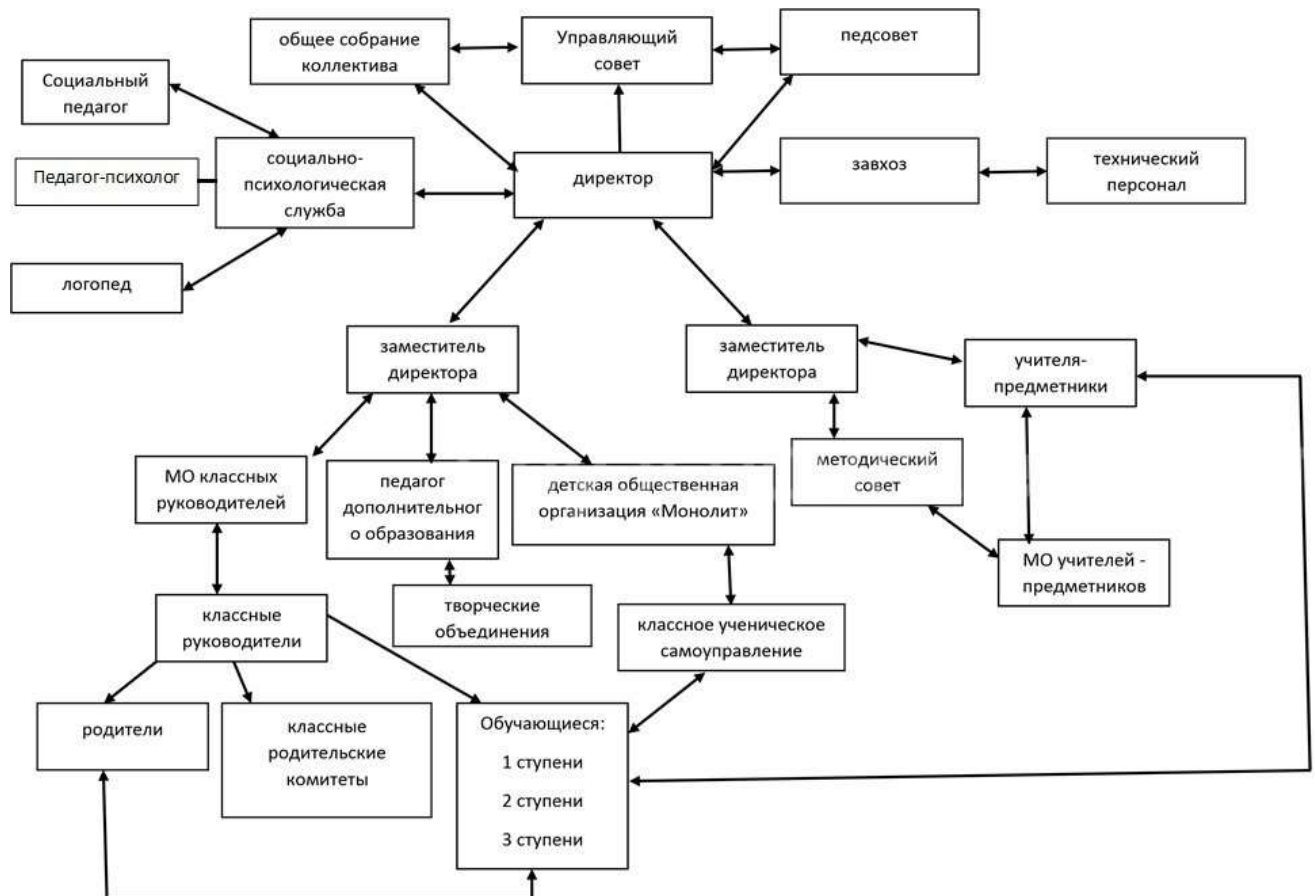 общее собрание
коллектива
Управляющий
совет
педсовет
Социальный
педагог
Педагог-психолог
социально-
психологическая
служба
директор
завхоз
технический
персонал
логопед
заместитель
директора
заместитель
директора
учителя-
предметники
МО классных
руководителей
педагог
дополнительног
о образования
детская общественная
организация «Монолит»
методический
совет
МО учителей -
предметников
классные
руководители
творческие
объединения
классное ученическое
самоуправление
родители
классные
родительские
комитеты
Обучающиеся:
1 ступени
2 ступени
3 ступени